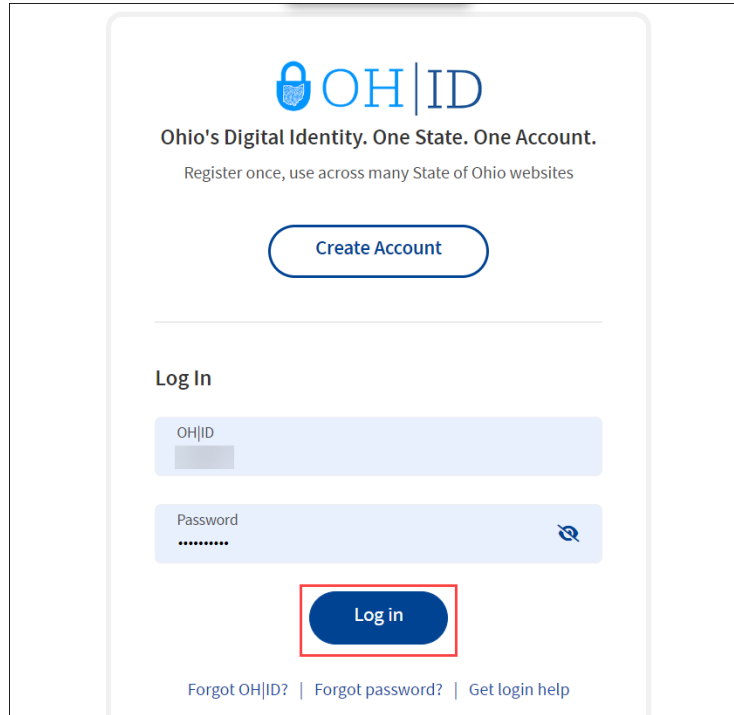 OH|ID
Ohio's Digital Identity. One State. One Account.
Register once, use across many State of Ohio websites
Create Account
Log In
OH|ID
Password
••••••••••
Log in
Forgot OH|ID? | Forgot password? | Get login help